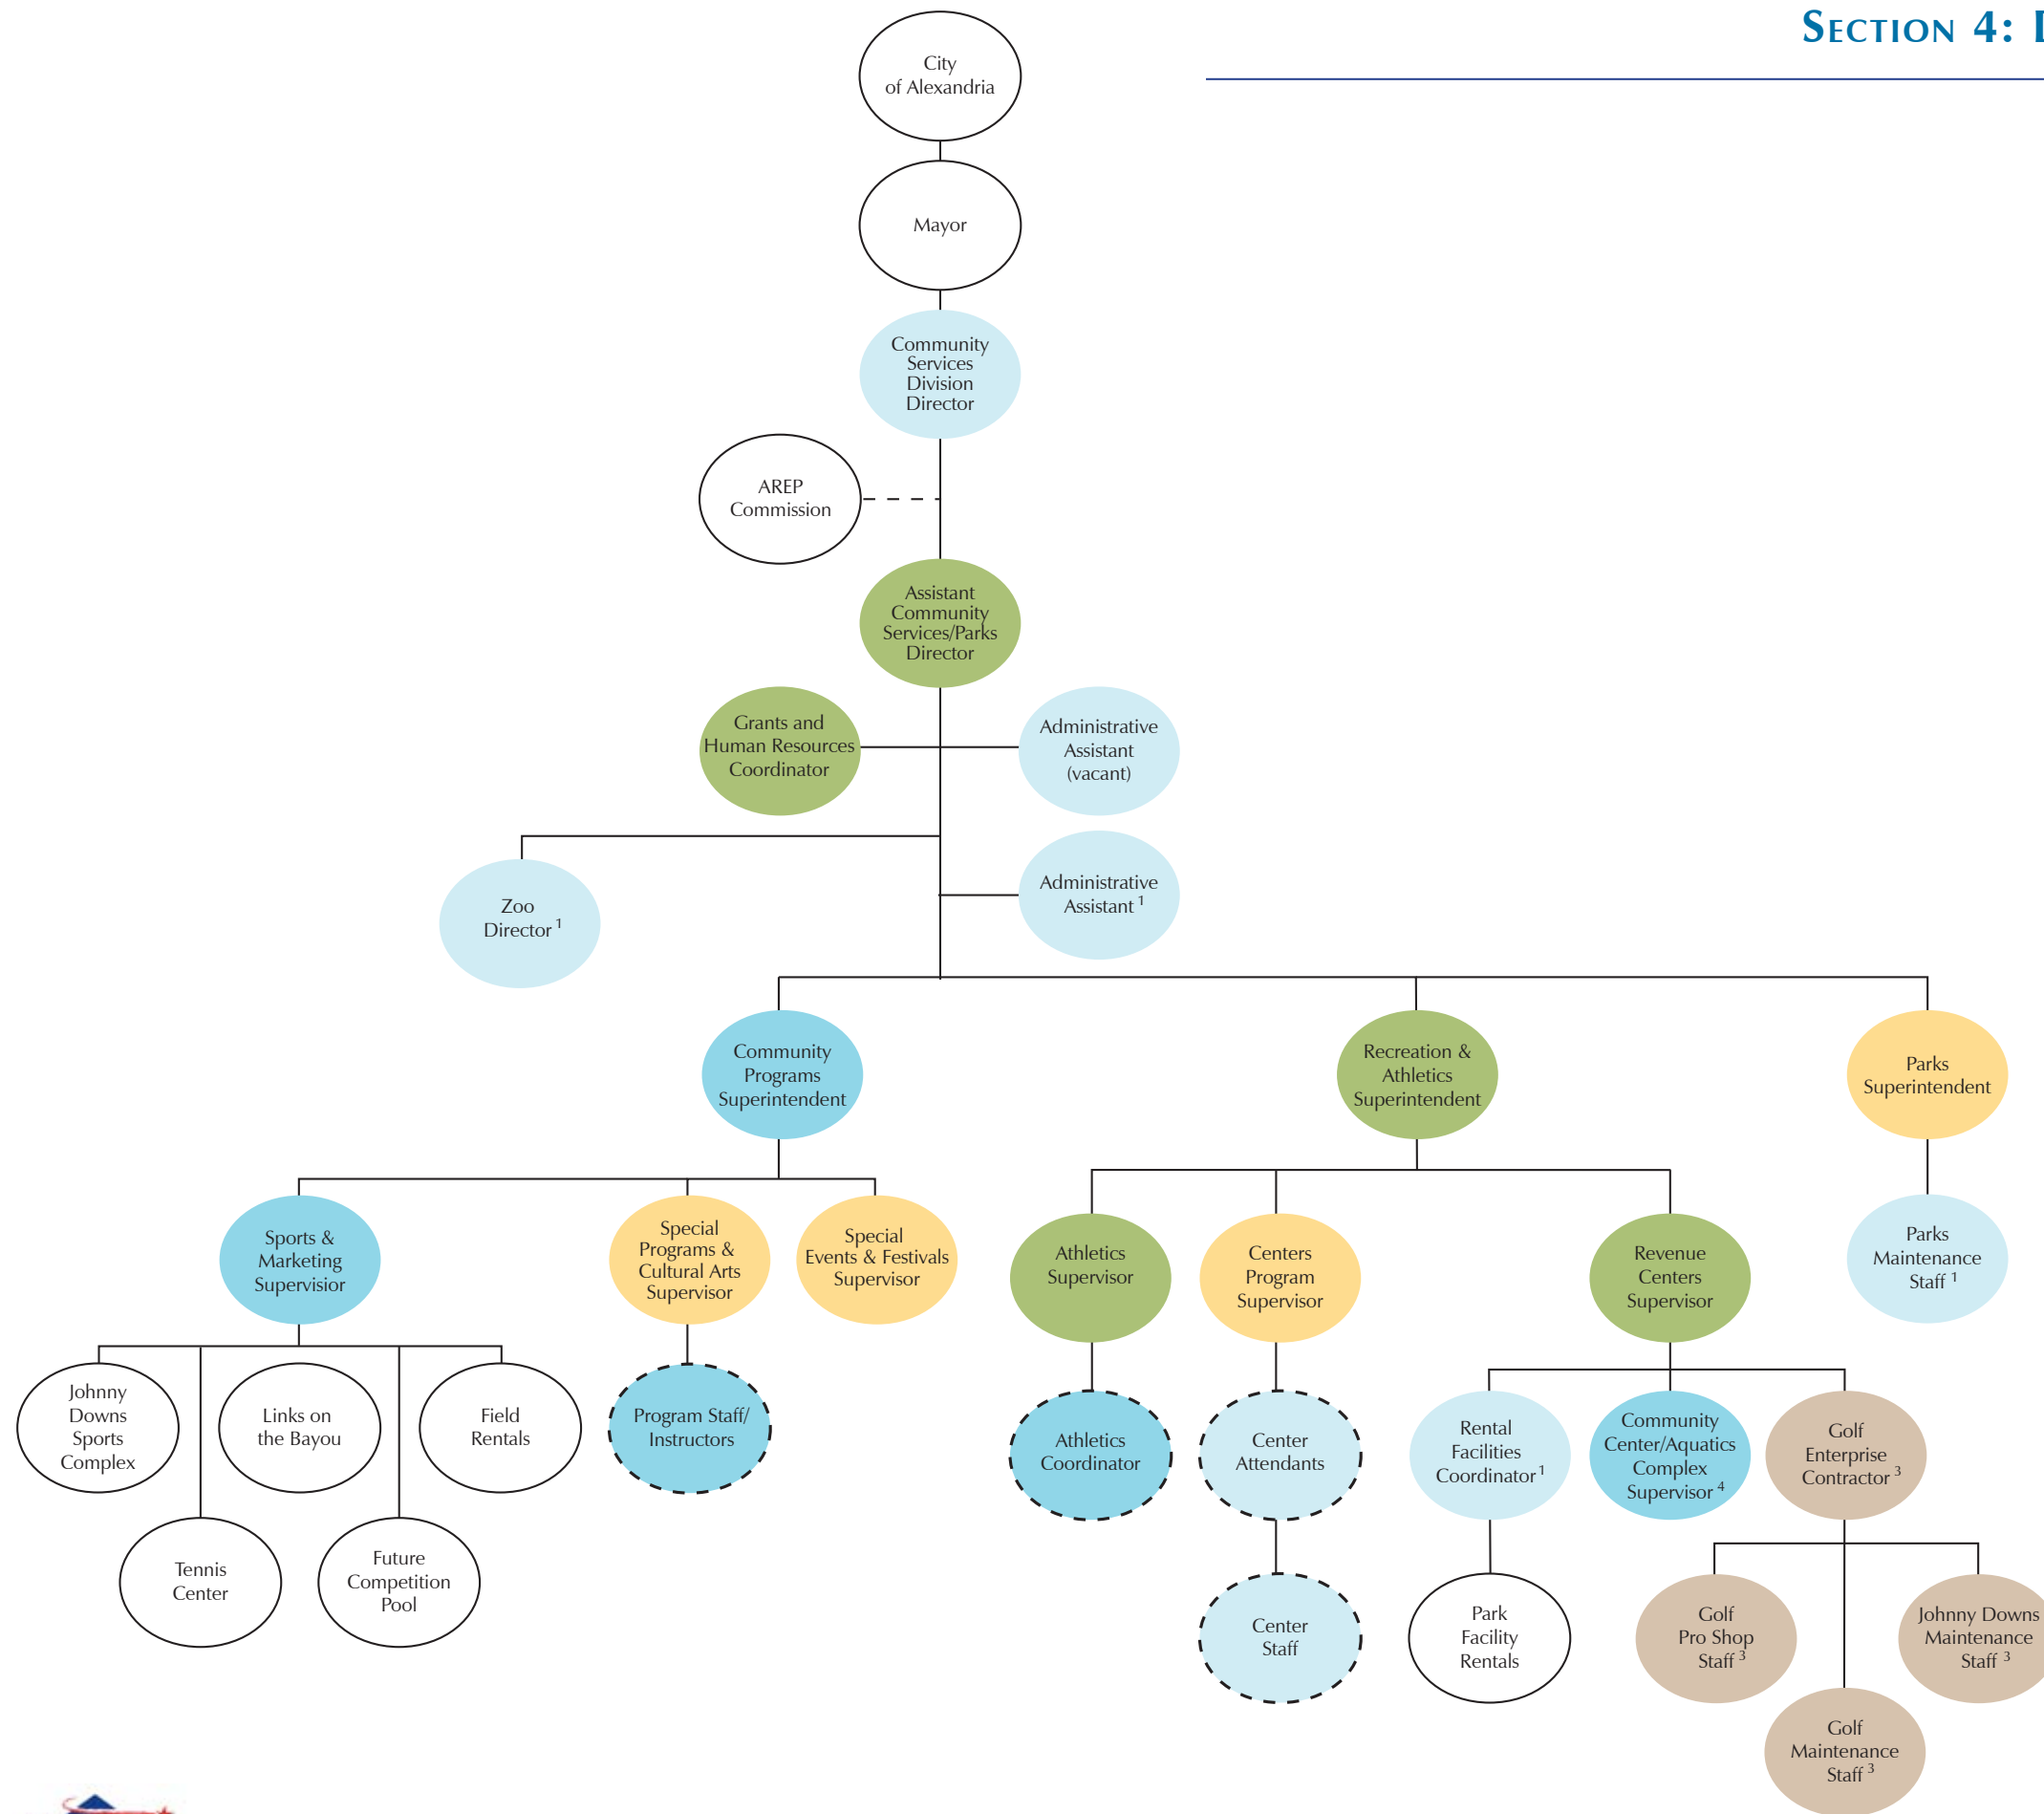 SECTION 4: D
City
of Alexandria
Mayor
Community
Services
Division
Director
AREP
Commission
Assistant
Community
Services/Parks
Director
Grants and
Human Resources
Coordinator
Administrative
Assistant
(vacant)
Zoo
Director 1
Administrative
Assistant 1
Community
Programs
Superintendent
Recreation &
Athletics
Superintendent
Parks
Superintendent
Sports &
Marketing
Supervisior
Special
Programs &
Cultural Arts
Supervisor
Special
Events & Festivals
Supervisor
Athletics
Supervisor
Centers
Program
Supervisor
Revenue
Centers
Supervisor
Parks
Maintenance
Staff 1
Johnny
Downs
Sports
Complex
Links on
the Bayou
Field
Rentals
Program Staff/
Instructors
Athletics
Coordinator
Center
Attendants
Rental
Facilities
Coordinator 1
Community
Center/Aquatics
Complex
Supervisor 4
Golf
Enterprise
Contractor 3
Tennis
Center
Future
Competition
Pool
Center
Staff
Park
Facility
Rentals
Golf
Pro Shop
Staff 3
Johnny Downs
Maintenance
Staff 3
Golf
Maintenance
Staff 3